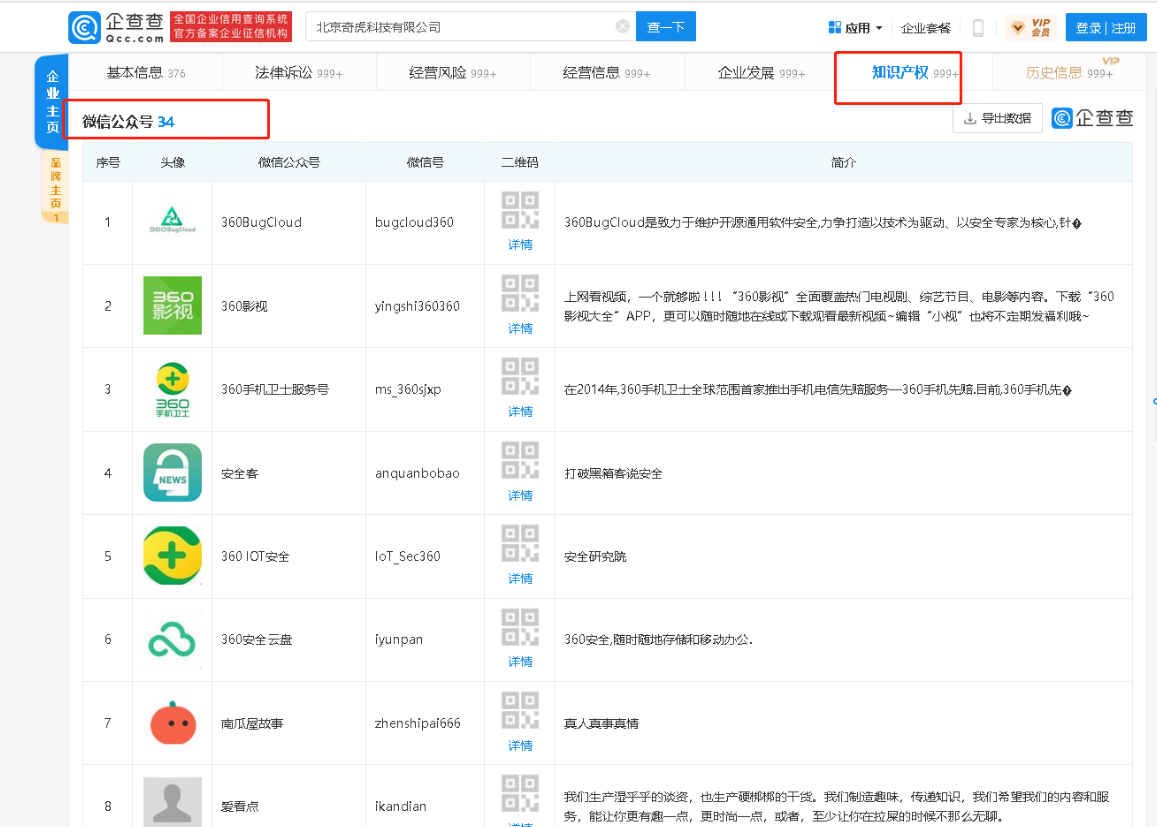 企查查
Qcc.com
全国企业信用查询系统
官方备案企业征信机构
北京奇虎科技有限公司
查一下
应用
企业套餐
VIP
会员
登录 | 注册
企业主页
品牌主页
1
基本信息 376
法律诉讼 999+
经营风险 999+
经营信息 999+
企业发展 999+
知识产权 999+
历史信息 999+
VIP
微信公众号 34
导出数据
企查查
序号 头像 微信公众号 微信号 二维码 简介
1 360BugCloud 360BugCloud bugcloud360 详情 360BugCloud是致力于维护开源通用软件安全,力争打造以技术为驱动、以安全专家为核心,针�
2 360影视 360影视 yingshi360360 详情 上网看视频，一个就够啦!!!“360影视”全面覆盖热门电视剧、综艺节目、电影等内容。下载“360
影视大全”APP，更可以随时随地在线或下载观看最新视频~编辑“小视”也将不定期发福利哦~
3 360手机卫士 360手机卫士服务号 ms_360sjxp 详情 在2014年,360手机卫士全球范围首家推出手机电信先赔服务—360手机先赔.目前,360手机先�
4 NEWS 安全客 anquanbobao 详情 打破黑箱客说安全
5 360 IOT安全 IoT_Sec360 详情 安全研究院
6 360安全云盘 iyunpan 详情 360安全,随时随地存储和移动办公.
7 南瓜屋故事 zhenshipai666 详情 真人真事真情
8 爱看点 ikandian 详情 我们生产湿乎乎的谈资，也生产硬梆梆的干货。我们制造趣味，传递知识，我们希望我们的内容和服
务，能让你更有趣一点，更时尚一点，或者，至少让你在拉屎的时候不那么无聊。